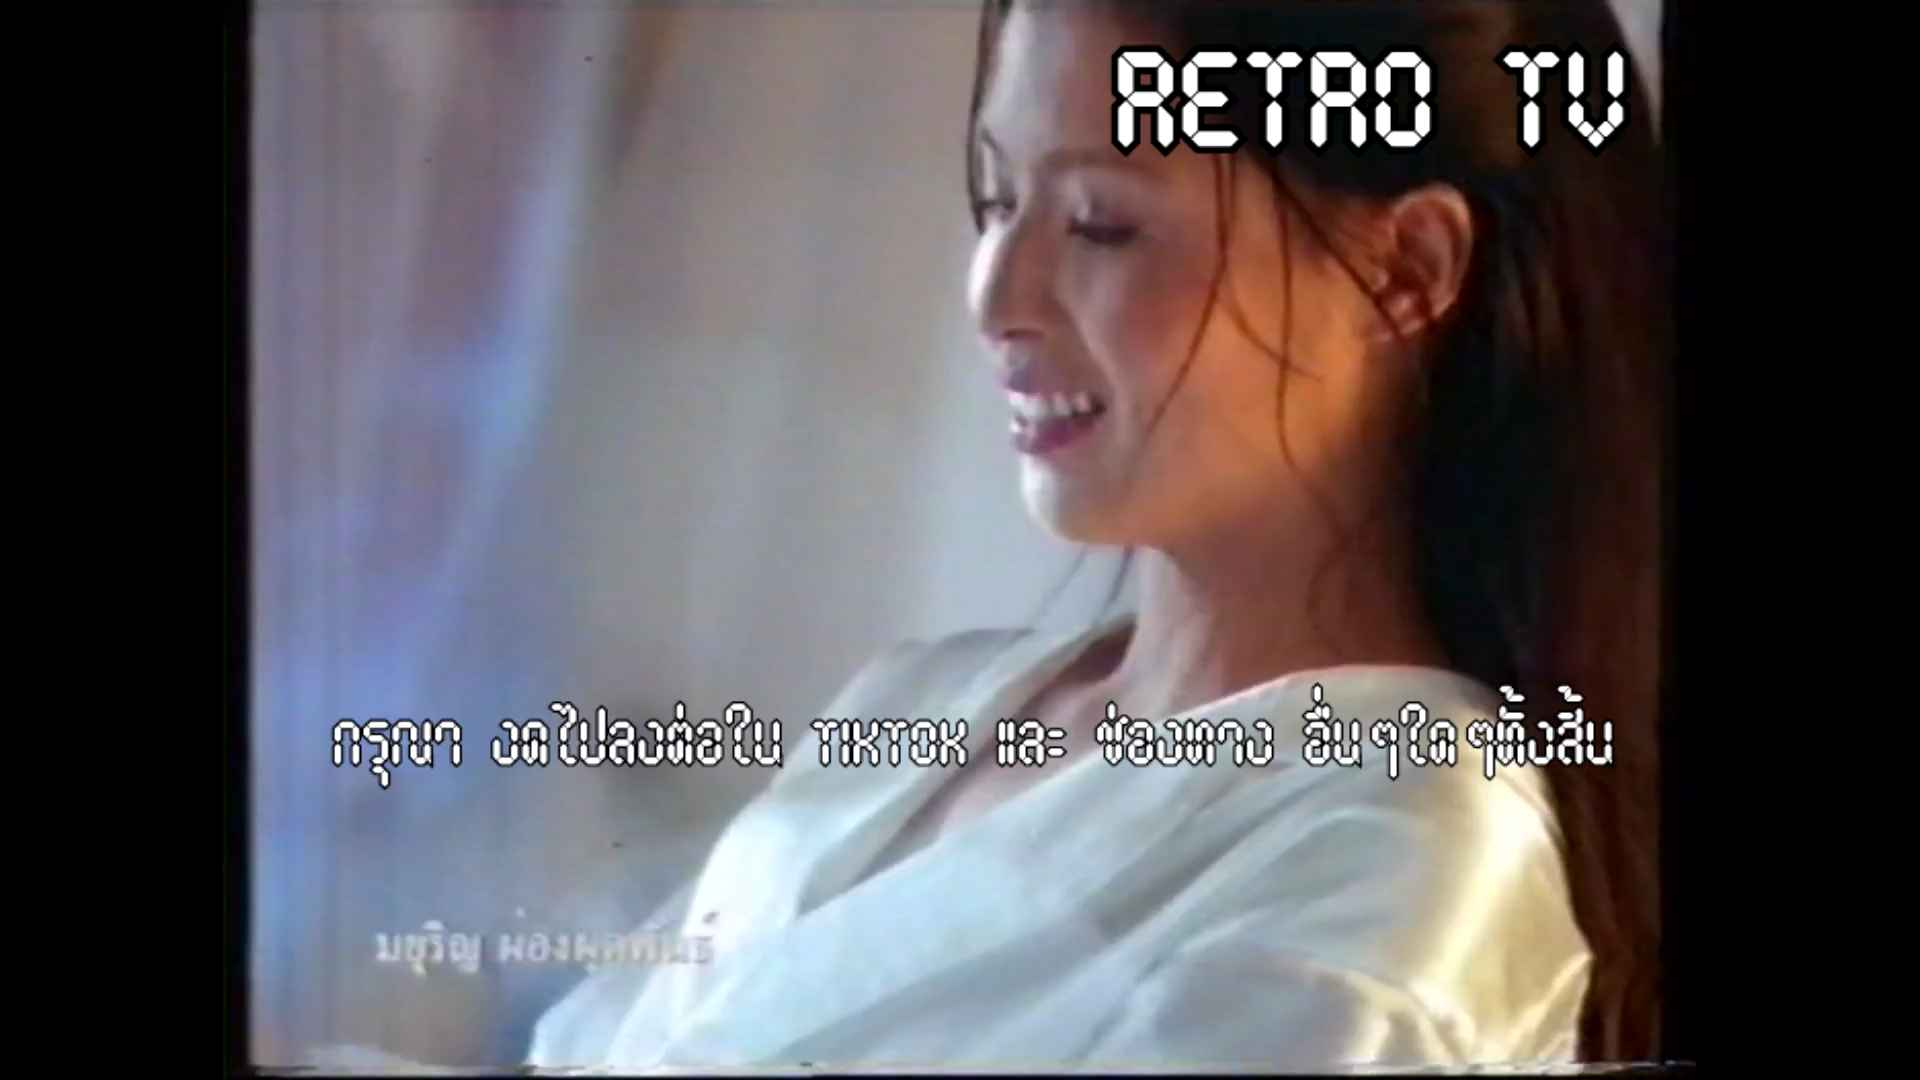 RETRO TV
กรุณา งดไปลงต่อใน TIKTOK และ ช่องทาง อื่นๆใดๆทั้งสิ้น
มยุริญ ผ่องผุดพันธ์